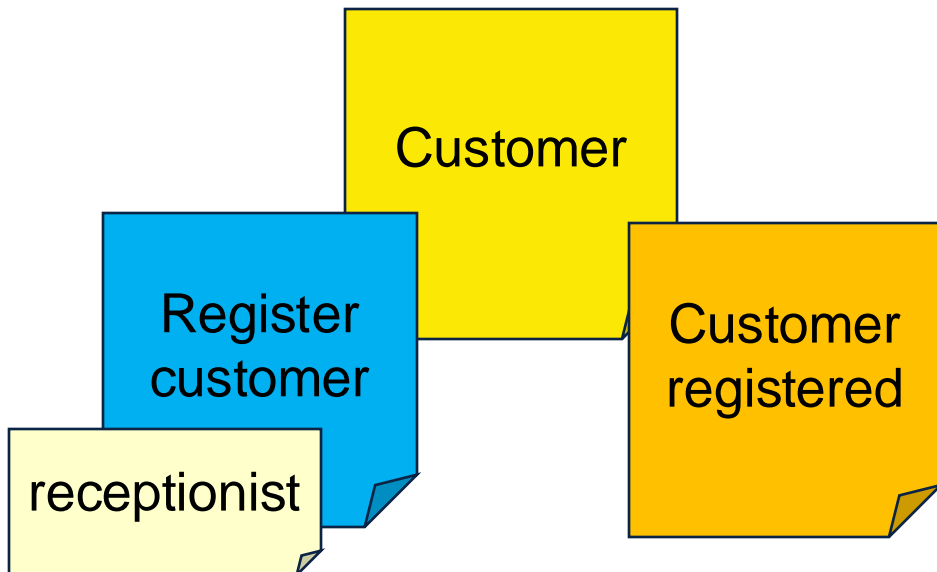 Customer
Register
customer
Customer
registered
receptionist